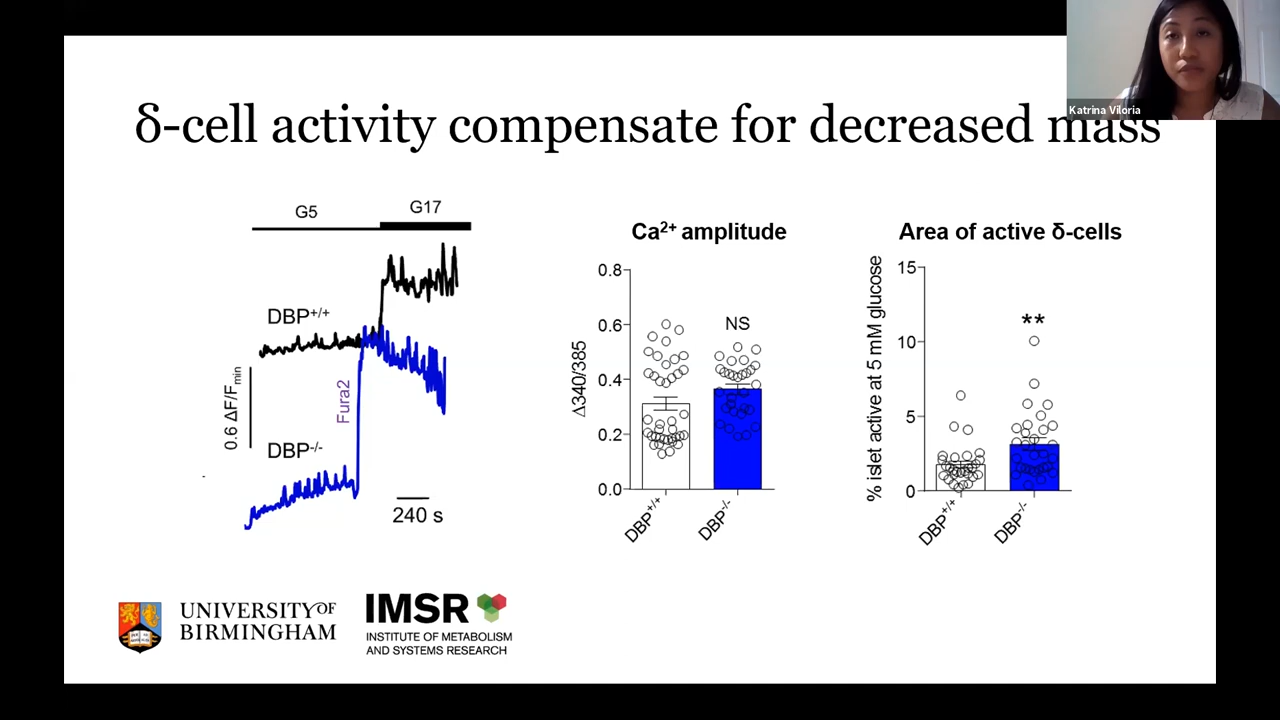 Katrina Viloria
δ-cell activity compensate for decreased mass
G5
G17
DBP+/+
0.6 ΔF/Fmin
Fura2
DBP-/-
240 s
Ca2+ amplitude
0.8
0.6
0.4
0.2
0.0
Δ340/385
NS
DBP+/+
DBP-/-
Area of active δ-cells
% islet active at 5 mM glucose
15
10
5
0
**
DBP+/+
DBP-/-
UNIVERSITYOF
BIRMINGHAM
IMSR
INSTITUTE OF METABOLISM
AND SYSTEMS RESEARCH